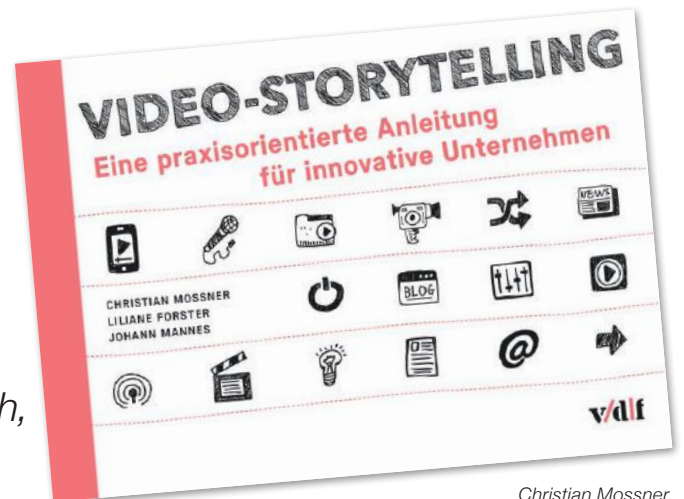 VIDEO-STORYTELLING
Eine praxisorientierte Anleitung
für innovative Unternehmen
NEWS
CHRISTIAN MOSSNER
LILIANE FORSTER
JOHANN MANNES
BLOG
@
v/d/f
h,
Christian Mossner